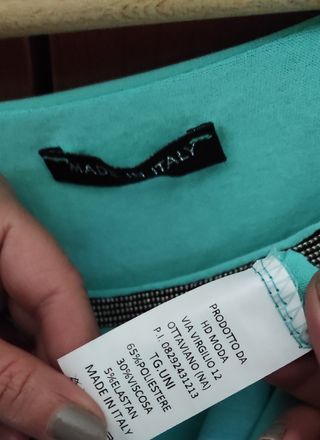 MADE IN ITALY
PRODOTTO DA
HD MODA
VIA VIRGILIO 12
OTTAVIANO (NA)
P.I. 08292431213
TG.UNI
65%POLIESTERE
30%VISCOSA
5%ELASTAN
MADE IN ITALY